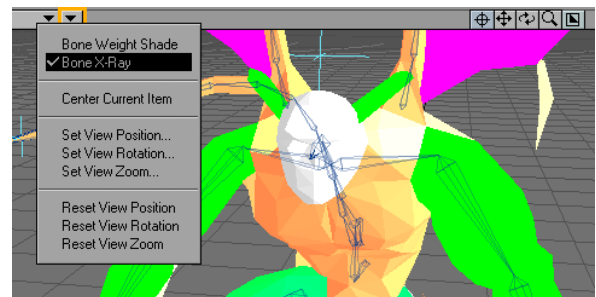 Bone Weight Shade
Bone X-Ray
Center Current Item
Set View Position...
Set View Rotation...
Set View Zoom...
Reset View Position
Reset View Rotation
Reset View Zoom